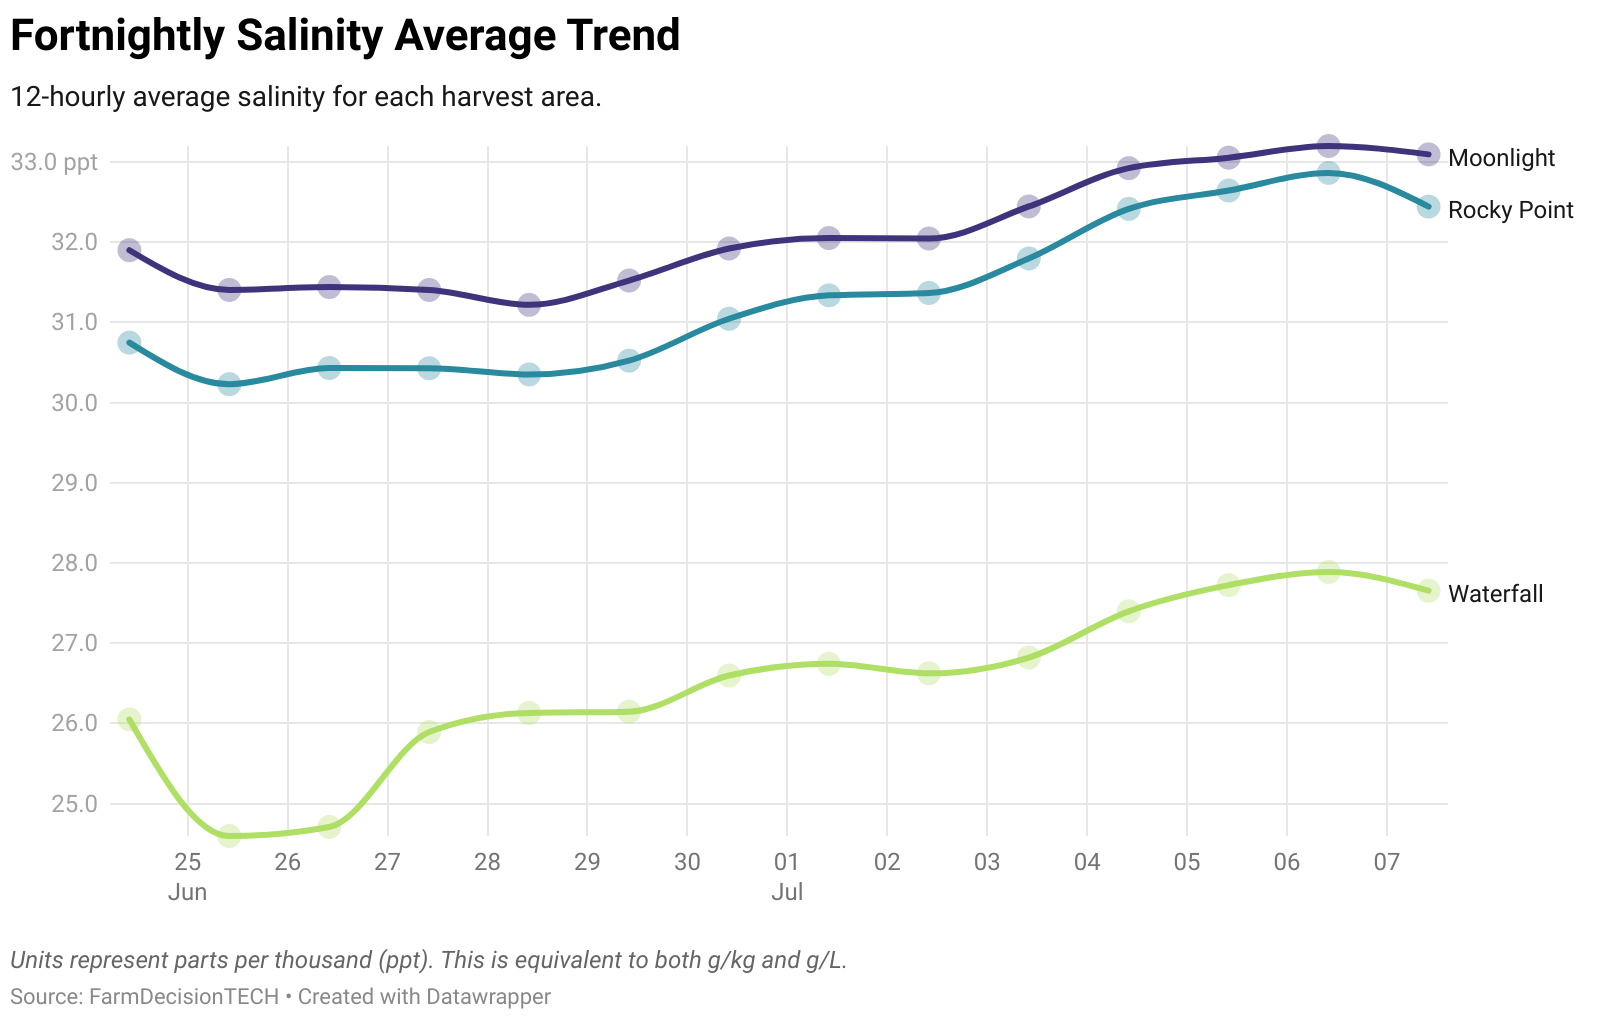 Fortnightly Salinity Average Trend
12-hourly average salinity for each harvest area.
33.0 ppt
32.0
31.0
30.0
29.0
28.0
27.0
26.0
25.0
Moonlight
Rocky Point
Waterfall
25 26 27 28 29 30 01 02 03 04 05 06 07
Jun Jul
Units represent parts per thousand (ppt). This is equivalent to both g/kg and g/L.
Source: FarmDecisionTECH • Created with Datawrapper